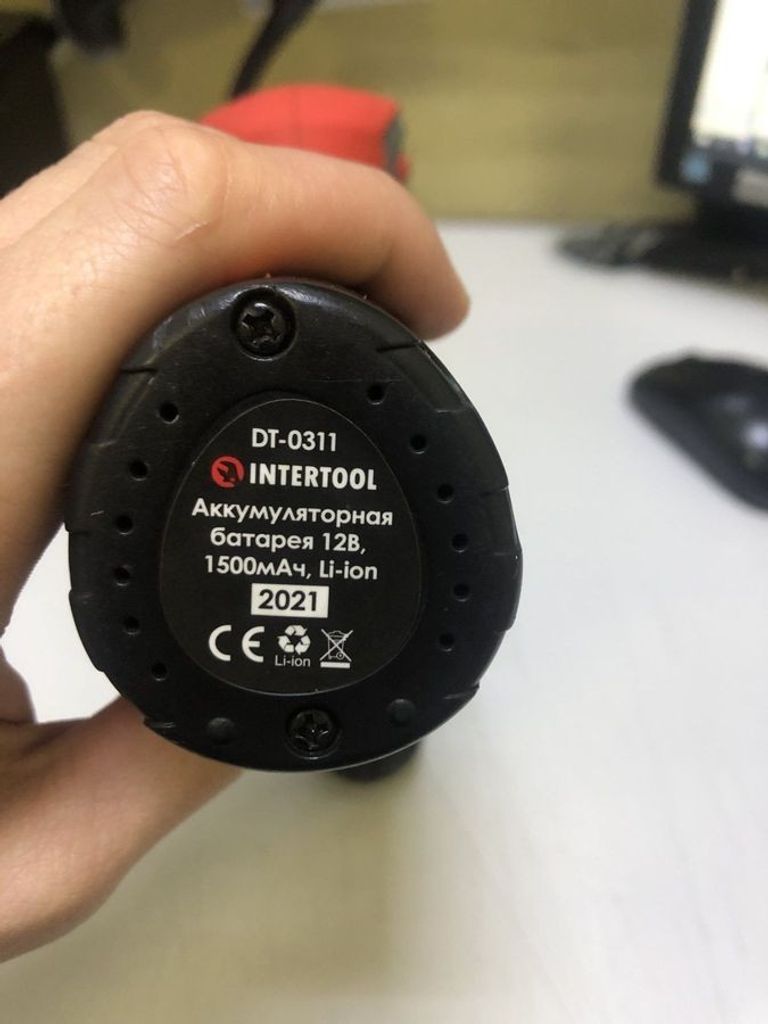 DT-0311
INTERTOOL
Аккумуляторная
батарея 12В,
1500мАч, Li-ion
2021
CE
Li-ion